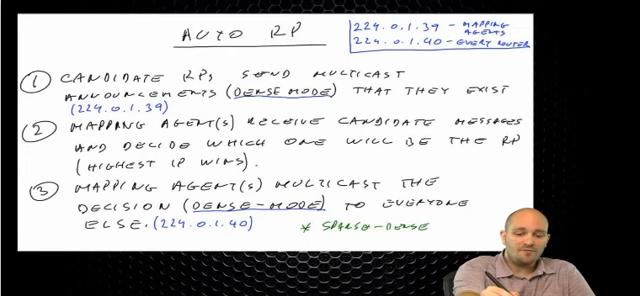 AUTO RP
224.0.1.39 - MAPPING
AGENTS
224.0.1.40 - EVERY ROUTER
1 CANDIDATE RPs SEND MULTICAST
ANNOUNCEMENTS (DENSE MODE) THAT THEY EXIST
(224.0.1.39)
2 MAPPING AGENT(S) RECEIVE CANDIDATE MESSAGES
AND DECIDE WHICH ONE WILL BE THE RP
(HIGHEST IP WINS).
3 MAPPING AGENT(S) MULTICAST THE
DECISION (DENSE-MODE) TO EVERYONE
ELSE. (224.0.1.40)
* SPARSE-DENSE